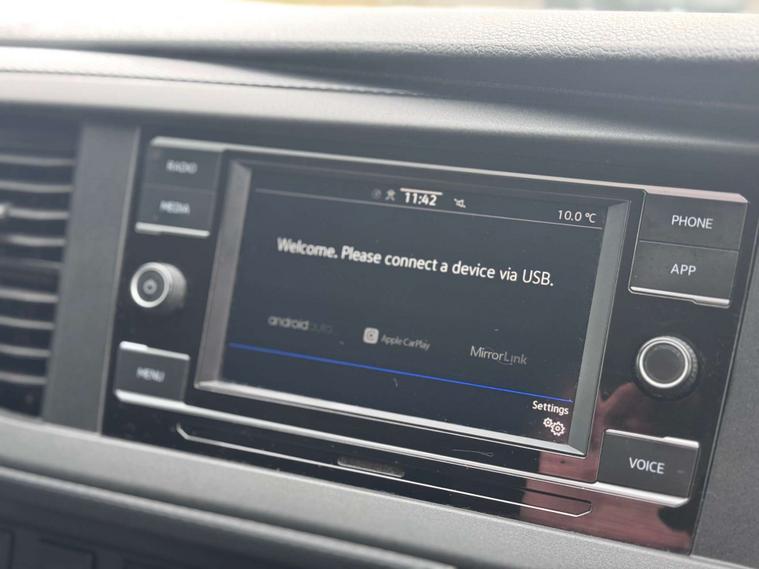 RADIO
MEDIA
MENU
11:42
10.0 °C
Welcome. Please connect a device via USB.
androidauto
Apple CarPlay
MirrorLink
Settings
PHONE
APP
VOICE